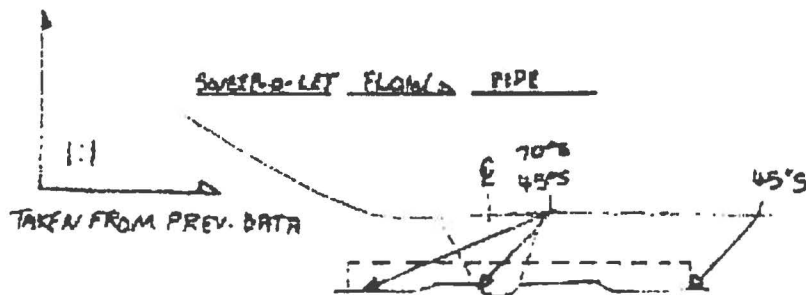 SWEEP-O-LET FLOW PIPE
1:1
℄
70°S
45°S
45°S
TAKEN FROM PREV. DATA